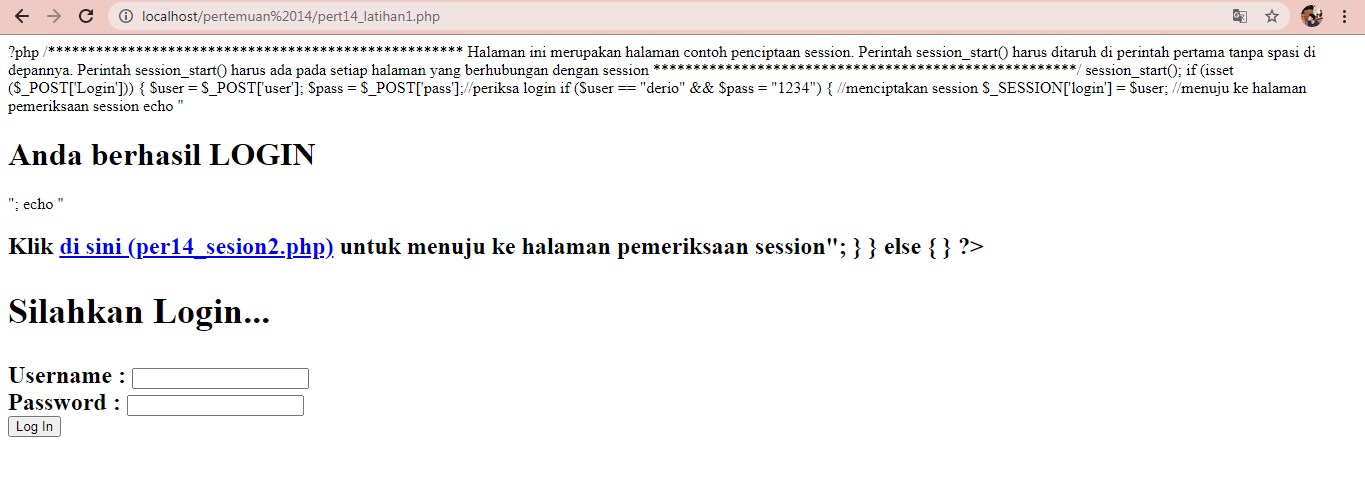 localhost/pertemuan%2014/pert14_latihan1.php
?php /***************************************************** Halaman ini merupakan halaman contoh penciptaan session. Perintah session_start() harus ditaruh di perintah pertama tanpa spasi di
depannya. Perintah session_start() harus ada pada setiap halaman yang berhubungan dengan session ******************************************************/ session_start(); if (isset
($_POST['Login'])) { $user = $_POST['user']; $pass = $_POST['pass'];//periksa login if ($user == "derio" && $pass = "1234") { //menciptakan session $_SESSION['login'] = $user; //menuju ke halaman
pemeriksaan session echo "
Anda berhasil LOGIN
"; echo "
Klik di sini (per14_sesion2.php) untuk menuju ke halaman pemeriksaan session"; } } else { } ?>
Silahkan Login...
Username :
Password :
Log In